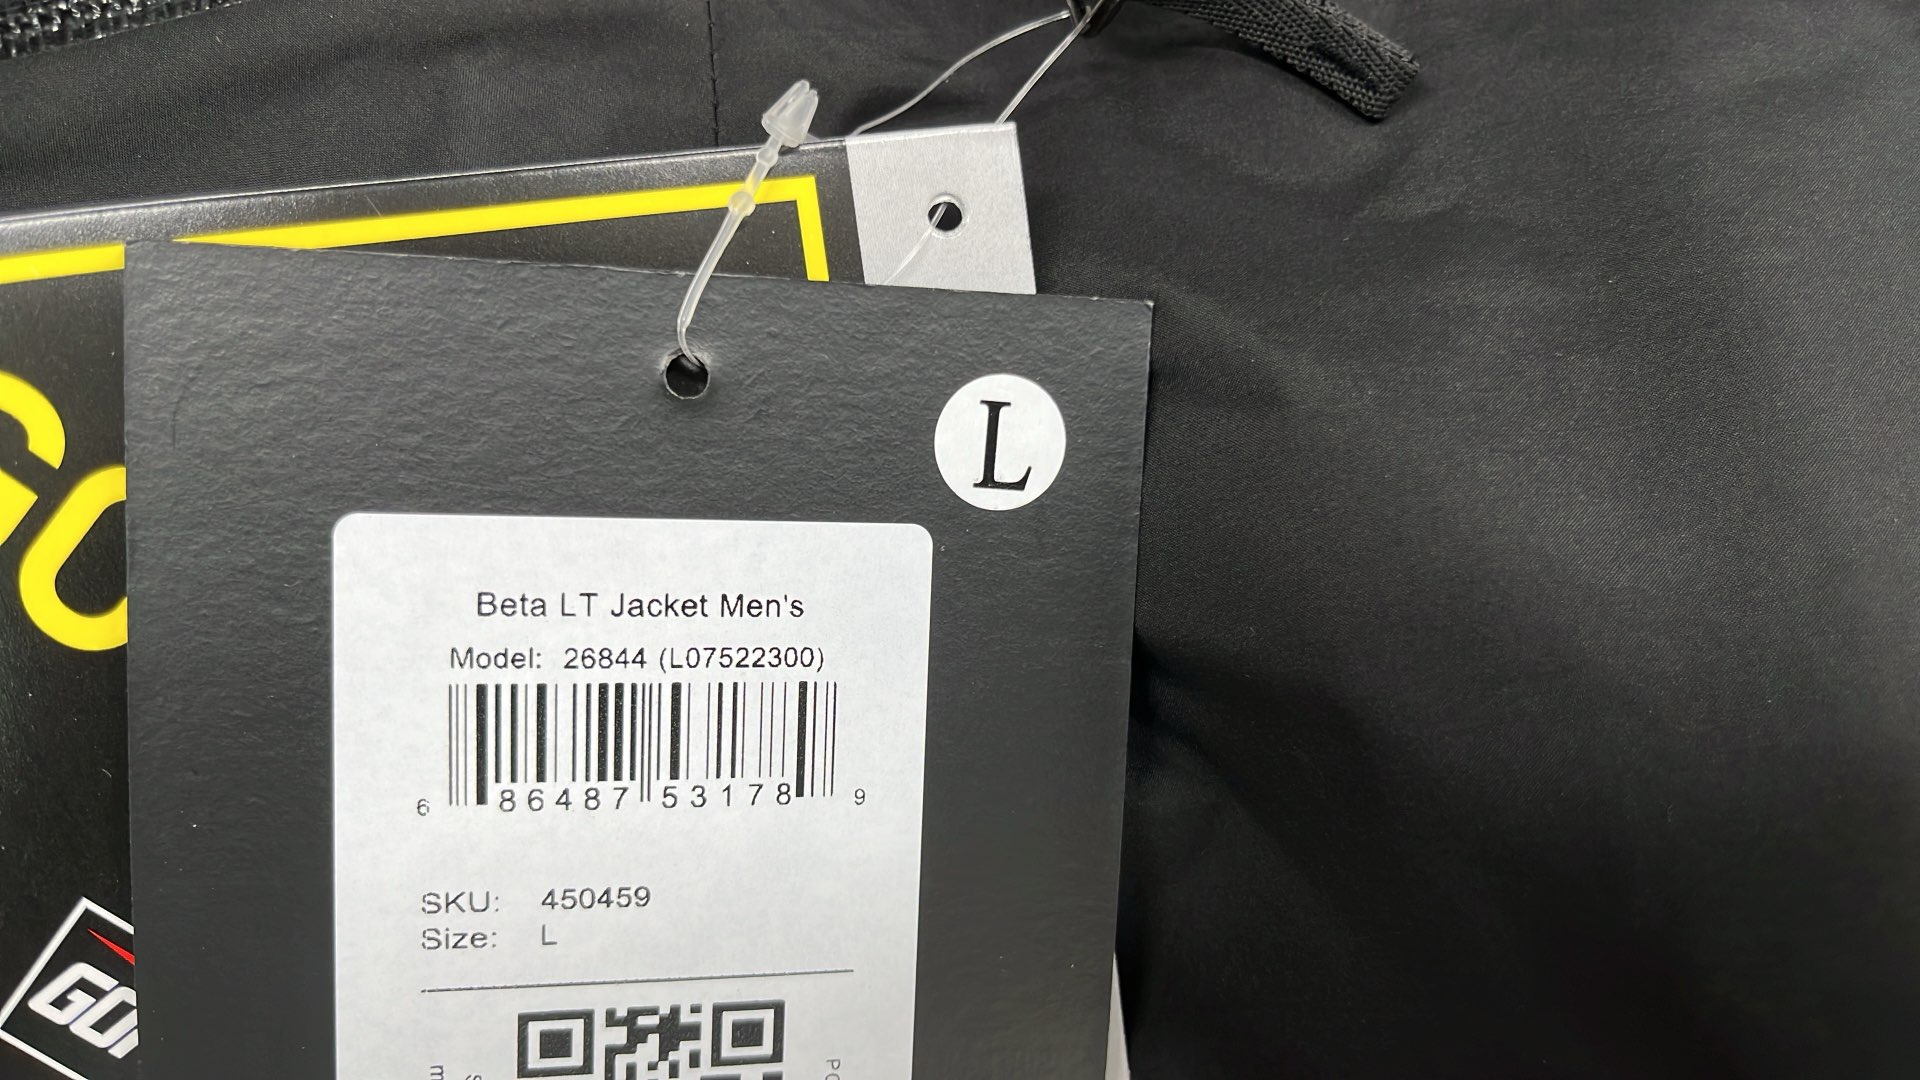 L
Beta LT Jacket Men's
Model: 26844 (L07522300)
6 86487 53178 9
SKU: 450459
Size: L